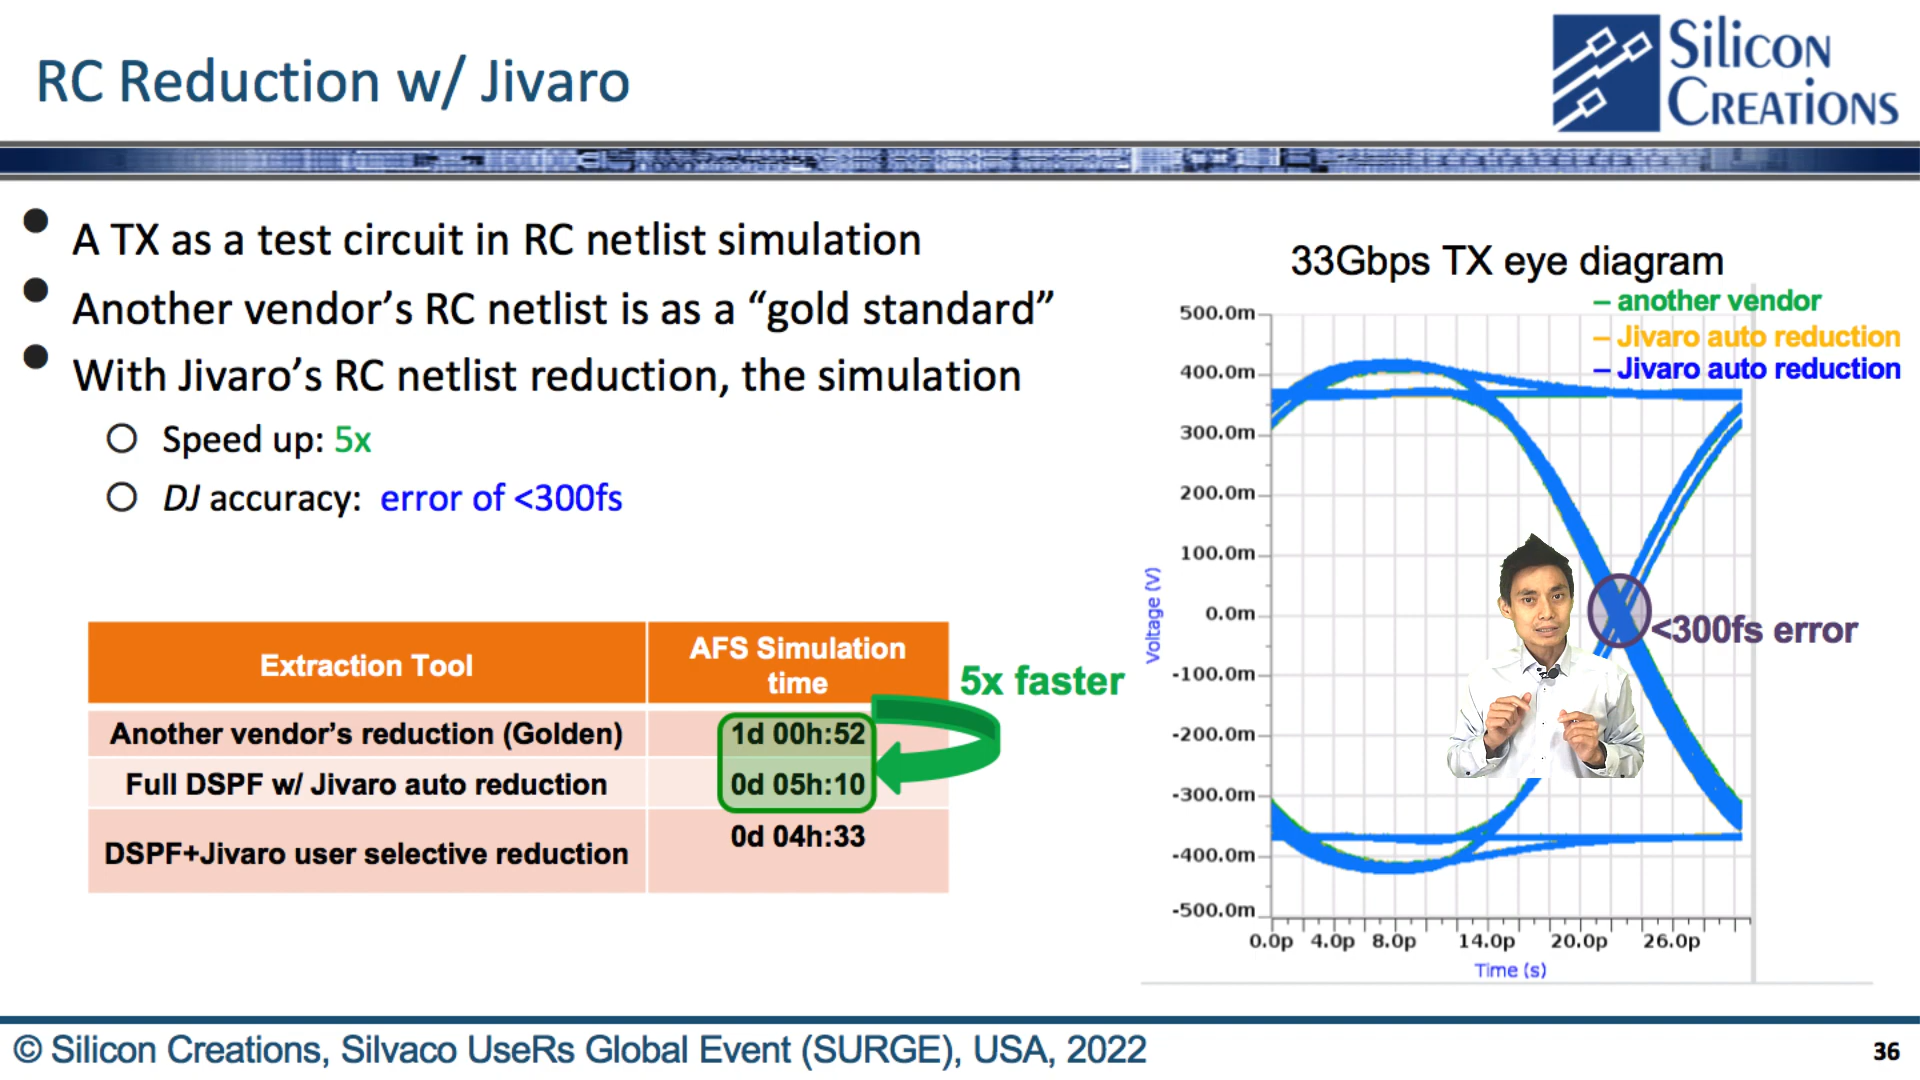 RC Reduction w/ Jivaro
Silicon
Creations
A TX as a test circuit in RC netlist simulation
Another vendor’s RC netlist is as a “gold standard”
With Jivaro’s RC netlist reduction, the simulation
Speed up: 5x
DJ accuracy: error of <300fs
Extraction Tool
AFS Simulation
time
Another vendor’s reduction (Golden)
1d 00h:52
Full DSPF w/ Jivaro auto reduction
0d 05h:10
DSPF+Jivaro user selective reduction
0d 04h:33
5x faster
33Gbps TX eye diagram
– another vendor
– Jivaro auto reduction
– Jivaro auto reduction
500.0m
400.0m
300.0m
200.0m
100.0m
0.0m
-100.0m
-200.0m
-300.0m
-400.0m
-500.0m
Voltage (V)
<300fs error
0.0p 4.0p 8.0p 14.0p 20.0p 26.0p
Time (s)
© Silicon Creations, Silvaco UseRs Global Event (SURGE), USA, 2022
36